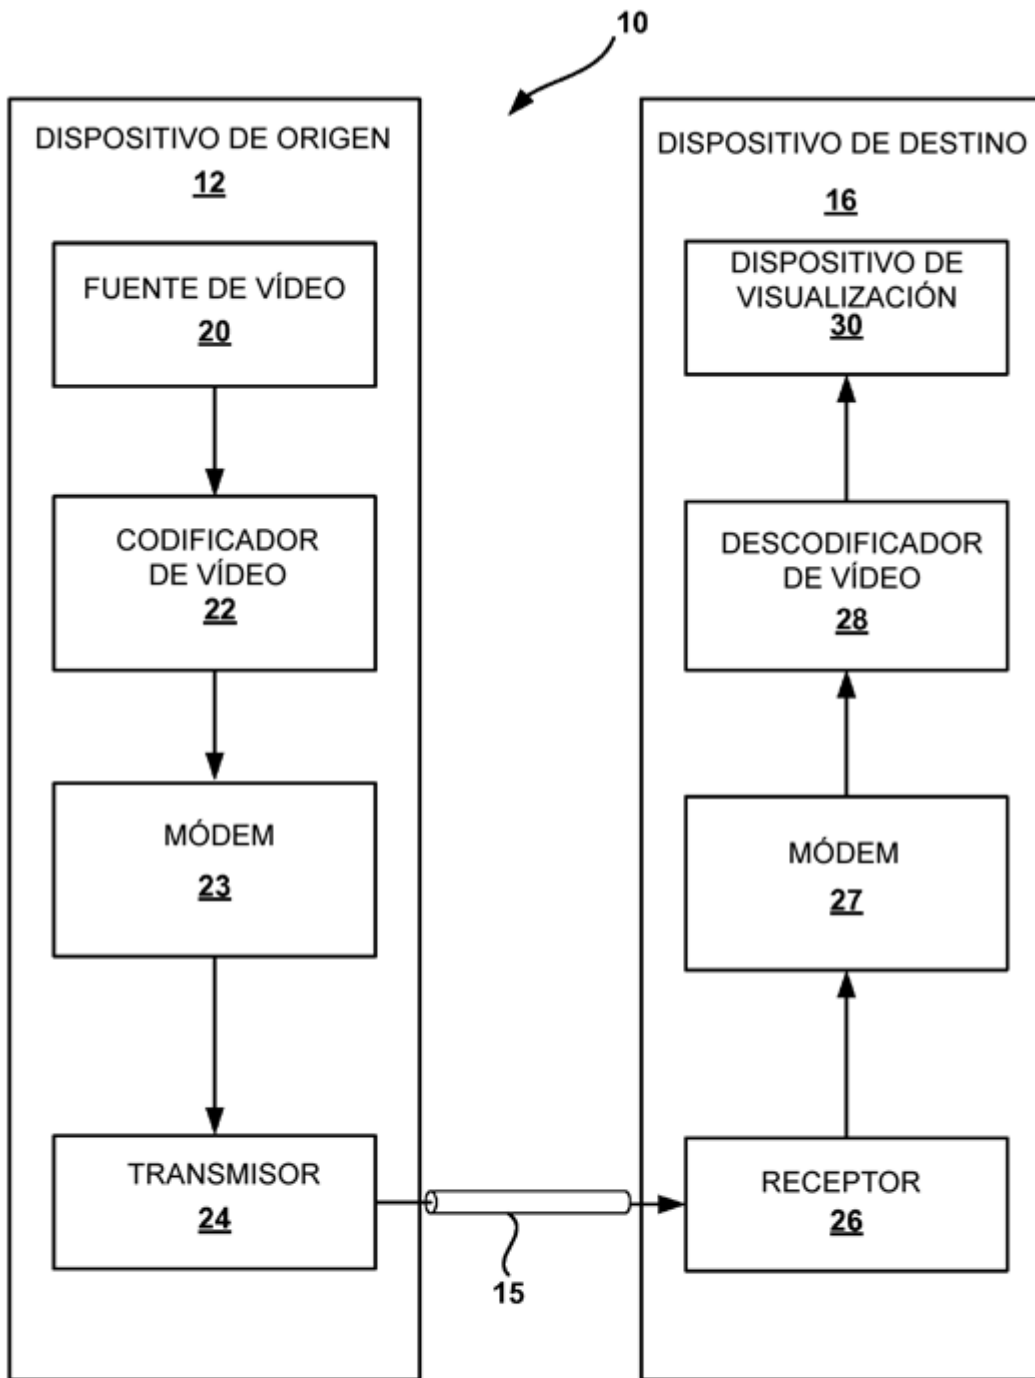 10
DISPOSITIVO DE ORIGEN
12
FUENTE DE VÍDEO
20
CODIFICADOR
DE VÍDEO
22
MÓDEM
23
TRANSMISOR
24
15
DISPOSITIVO DE DESTINO
16
DISPOSITIVO DE
VISUALIZACIÓN
30
DESCODIFICADOR
DE VÍDEO
28
MÓDEM
27
RECEPTOR
26